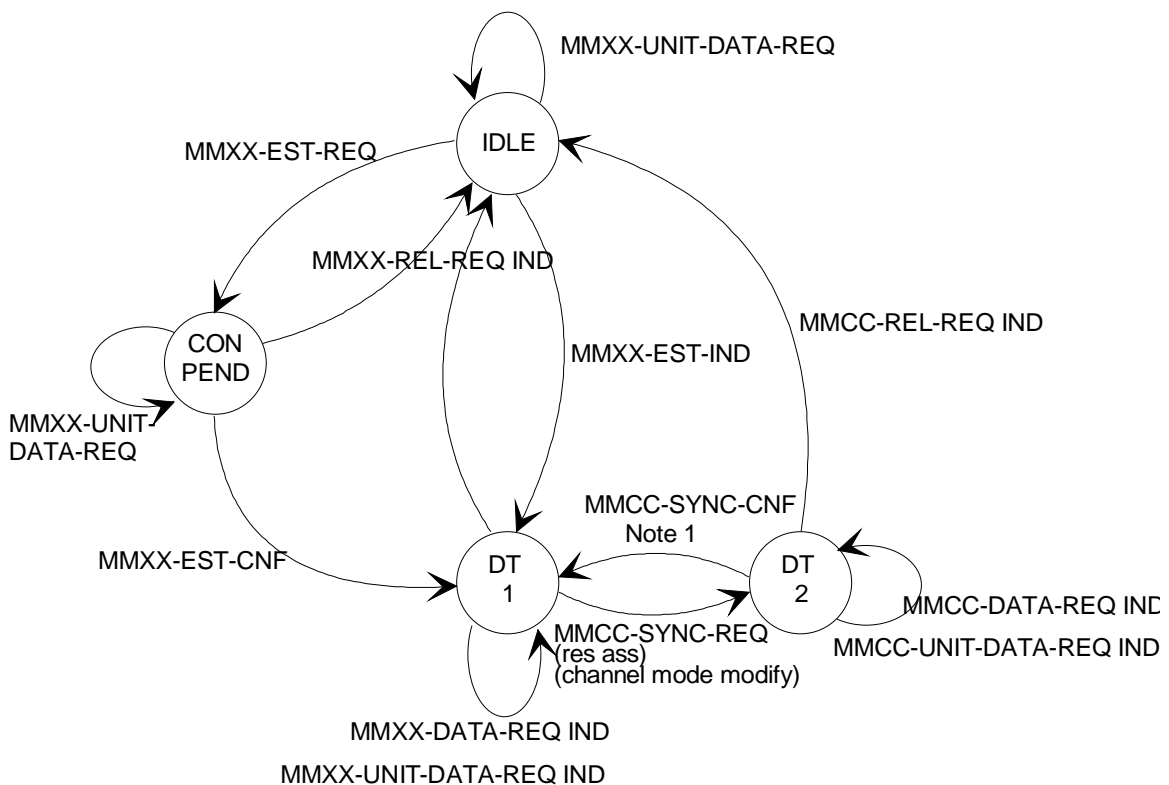 MMXX-UNIT-DATA-REQ
IDLE
MMXX-EST-REQ
MMXX-REL-REQ IND
MMCC-REL-REQ IND
CON
PEND
MMXX-EST-IND
MMXX-UNIT-
DATA-REQ
MMCC-SYNC-CNF
Note 1
MMXX-EST-CNF
DT
1
DT
2
MMCC-DATA-REQ IND
MMCC-SYNC-REQ
(res ass)
(channel mode modify)
MMCC-UNIT-DATA-REQ IND
MMXX-DATA-REQ IND
MMXX-UNIT-DATA-REQ IND